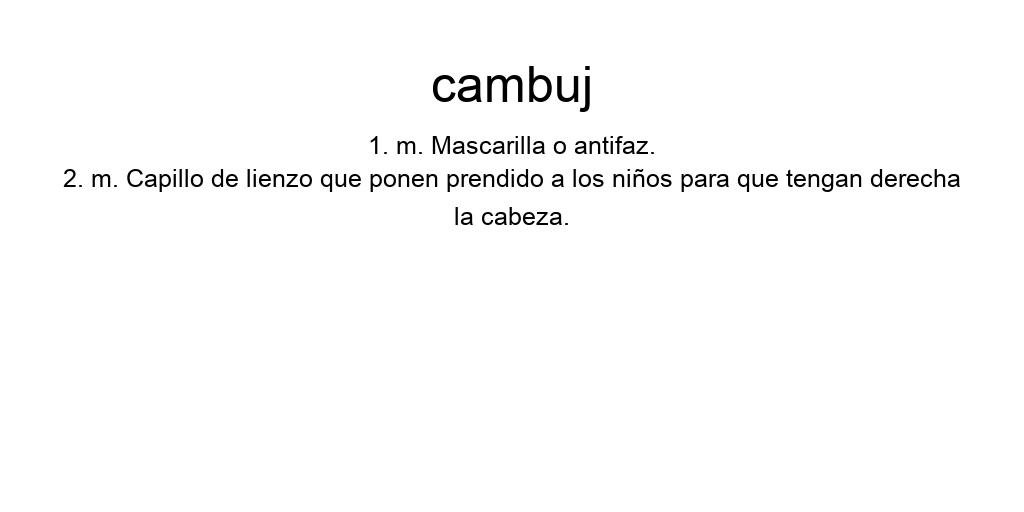 cambuj
1. m. Mascarilla o antifaz.
2. m. Capillo de lienzo que ponen prendido a los niños para que tengan derecha
la cabeza.